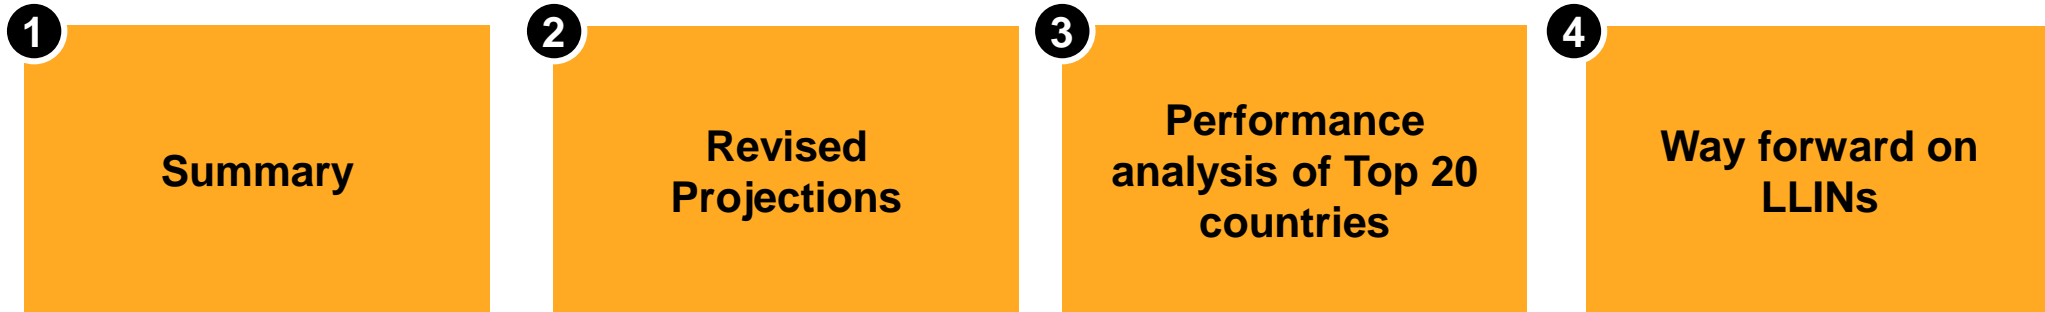 1
Summary
2
Revised
Projections
3
Performance
analysis of Top 20
countries
4
Way forward on
LLINs